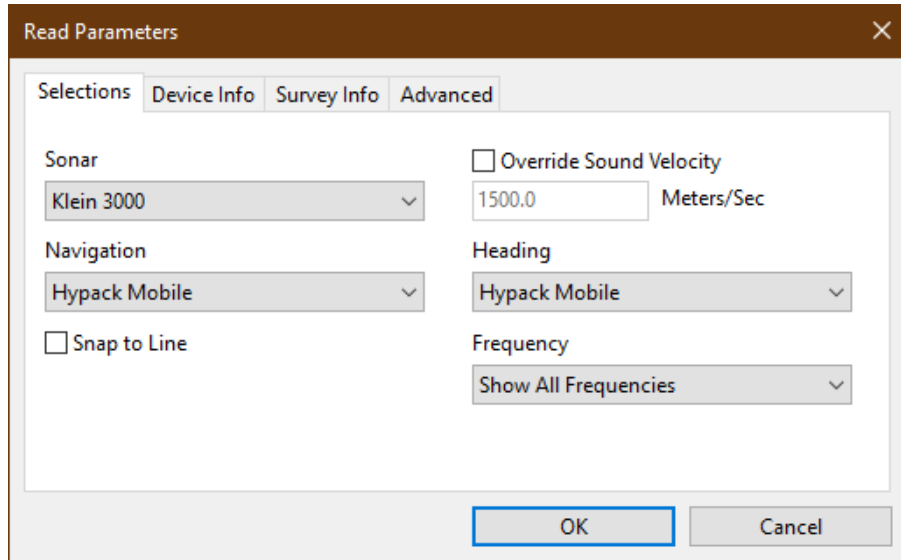 Read Parameters
Selections Device Info Survey Info Advanced
Sonar
Override Sound Velocity
Klein 3000
1500.0 Meters/Sec
Navigation
Heading
Hypack Mobile
Hypack Mobile
Snap to Line
Frequency
Show All Frequencies
OK
Cancel